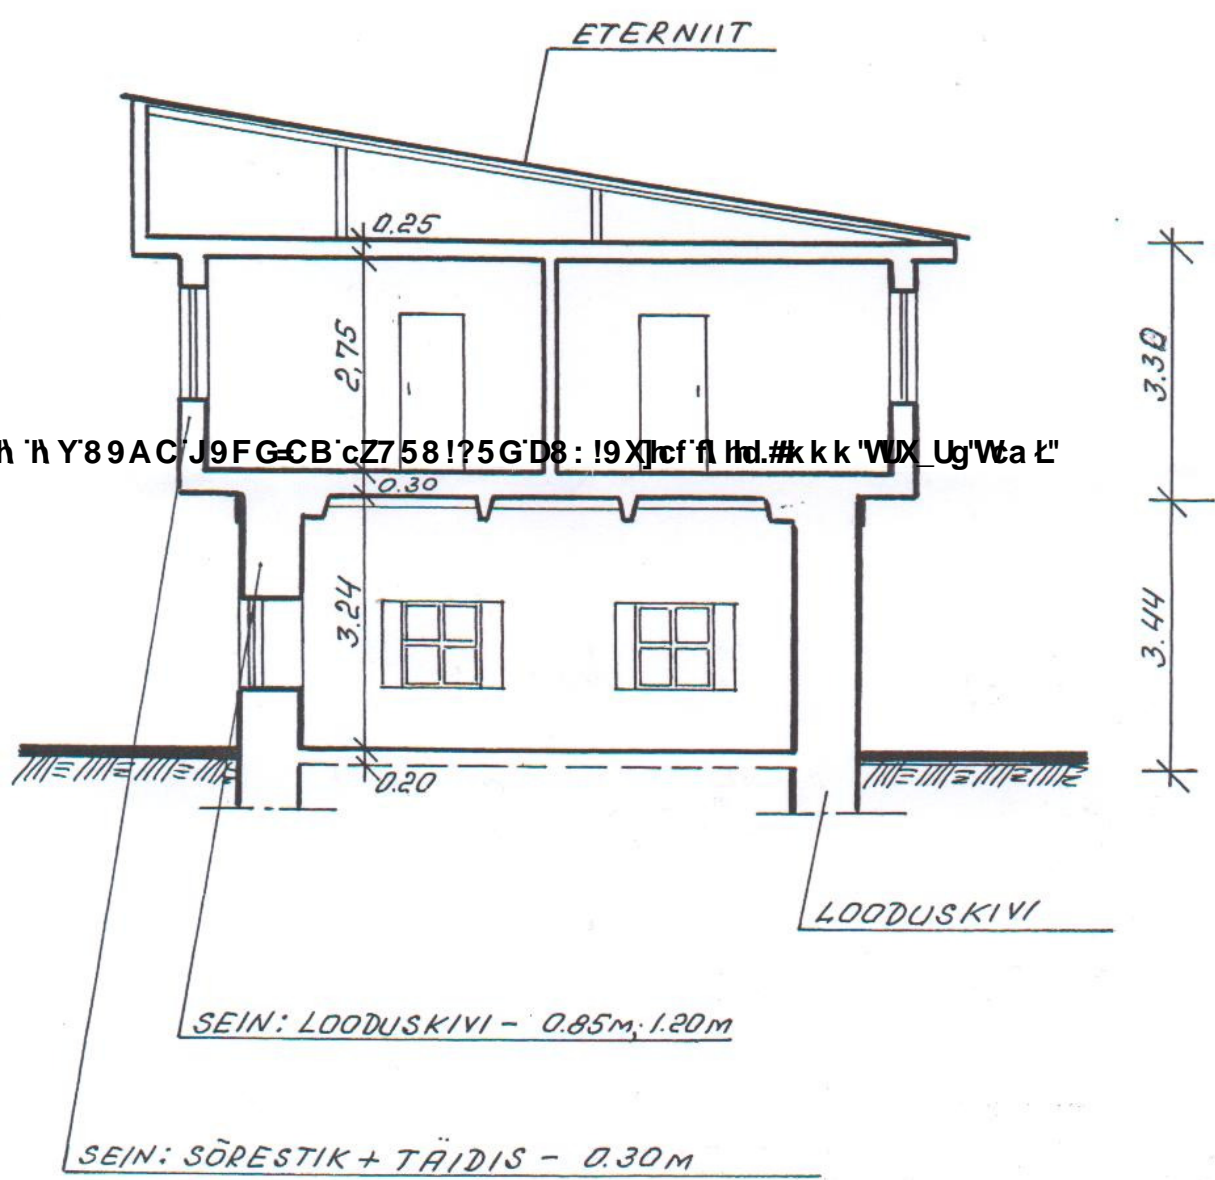 ETERNIIT
0.25
2,75
3.30
0.30
3.24
3.44
0.20
LOODUSKIVI
SEIN: LOODUSKIVI - 0.85M; 1.20M
SEIN: SÕRESTIK + TÄIDIS - 0.30M